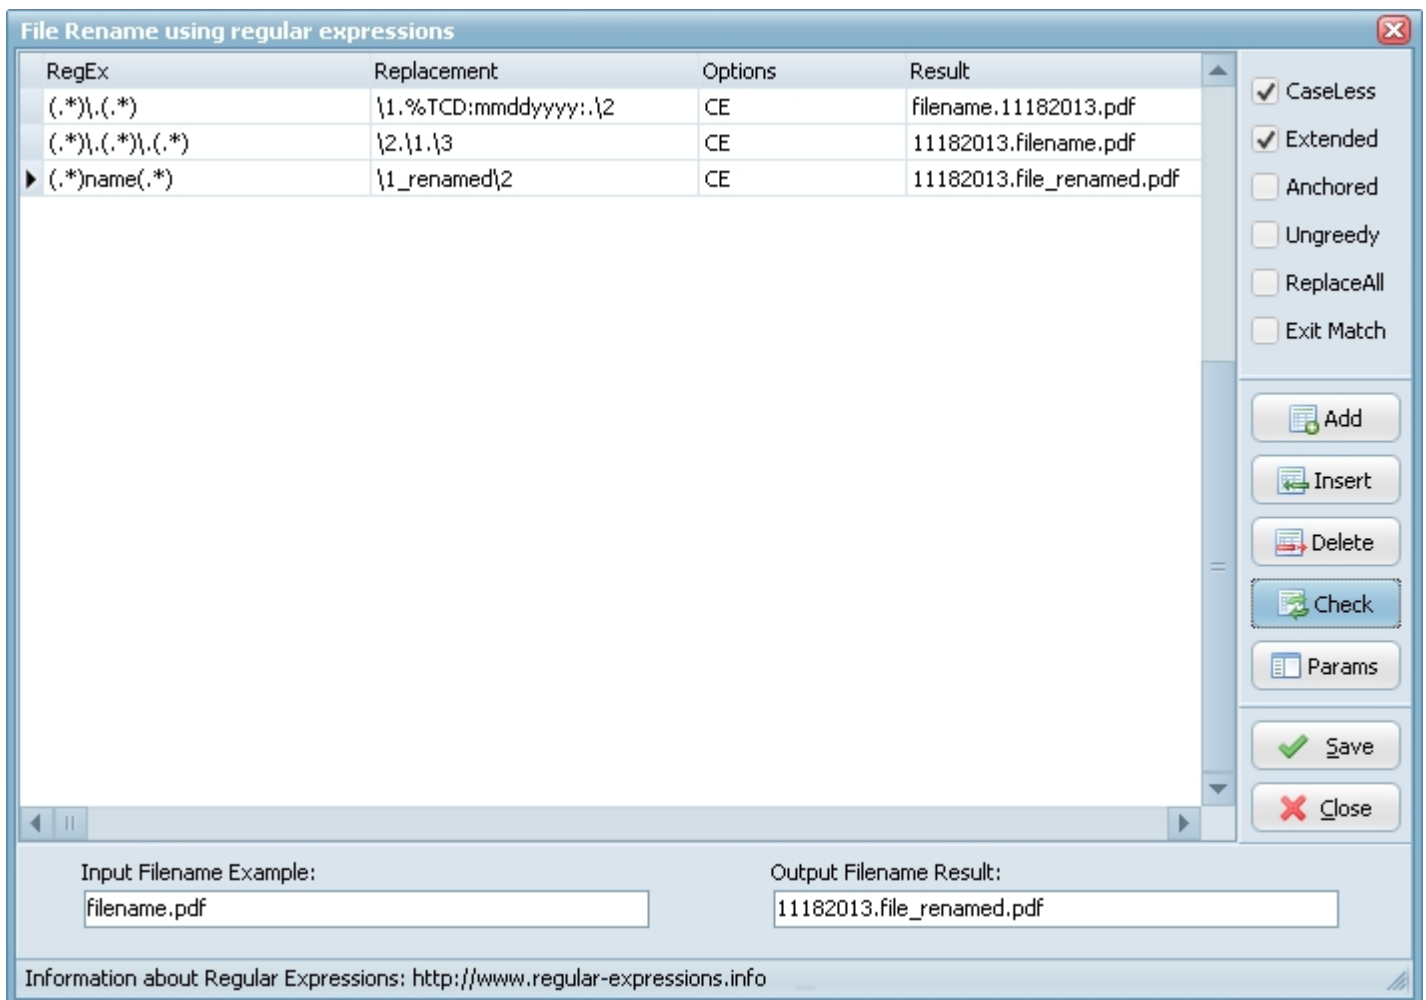 File Rename using regular expressions
RegEx Replacement Options Result
(.*)\.(.*) \1.%TCD:mmddyyyy:.\2 CE filename.11182013.pdf
(.*)\.(.*)\.(.*) \2.\1.\3 CE 11182013.filename.pdf
(.*)name(.*) \1_renamed\2 CE 11182013.file_renamed.pdf
CaseLess
Extended
Anchored
Ungreedy
ReplaceAll
Exit Match
Add
Insert
Delete
Check
Params
Save
Close
Input Filename Example: Output Filename Result:
filename.pdf 11182013.file_renamed.pdf
Information about Regular Expressions: http://www.regular-expressions.info